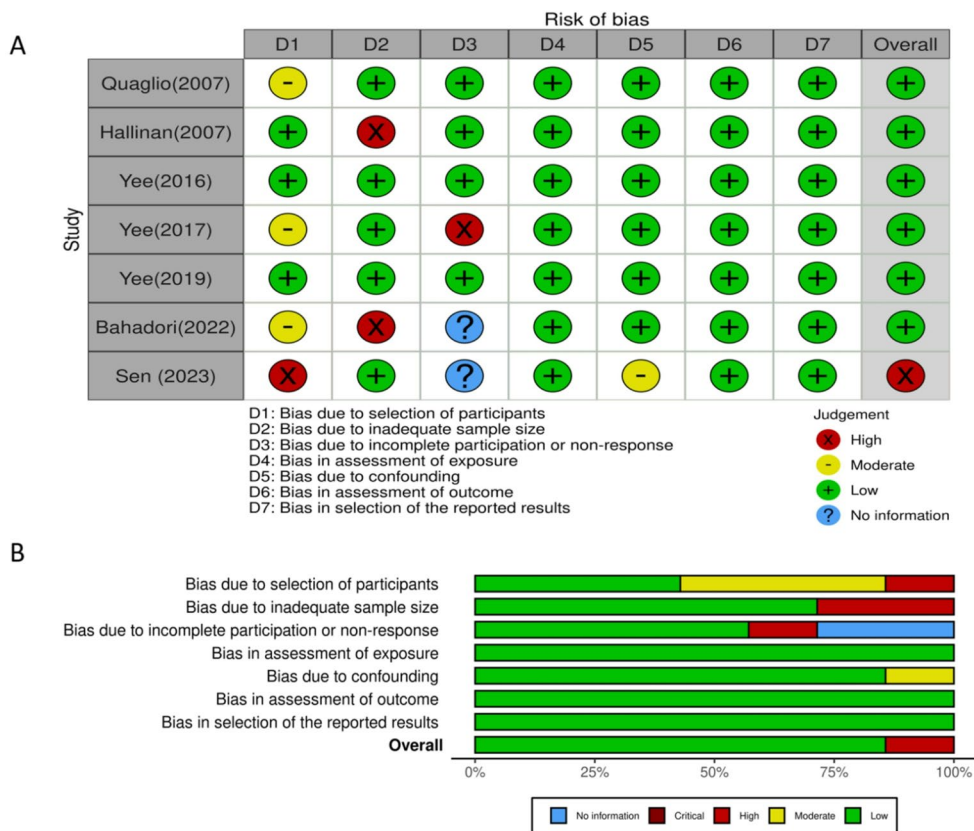 A
Risk of bias
D1 D2 D3 D4 D5 D6 D7 Overall
Study
Quaglio(2007) - + + + + + + +
Hallinan(2007) + X + + + + + +
Yee(2016) + + + + + + + +
Yee(2017) - + X + + + + +
Yee(2019) + + + + + + + +
Bahadori(2022) - X ? + + + + +
Sen (2023) X + ? + - + + X
D1: Bias due to selection of participants
D2: Bias due to inadequate sample size
D3: Bias due to incomplete participation or non-response
D4: Bias in assessment of exposure
D5: Bias due to confounding
D6: Bias in assessment of outcome
D7: Bias in selection of the reported results
Judgement
X High
- Moderate
+ Low
? No information
B
Bias due to selection of participants
Bias due to inadequate sample size
Bias due to incomplete participation or non-response
Bias in assessment of exposure
Bias due to confounding
Bias in assessment of outcome
Bias in selection of the reported results
Overall
0% 25% 50% 75% 100%
No information Critical High Moderate Low